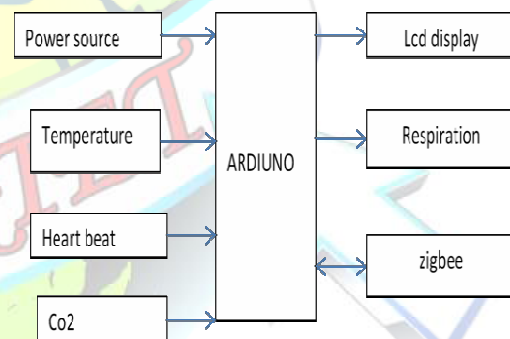 Power source
Lcd display
Temperature
Respiration
ARDIUNO
Heart beat
zigbee
Co2